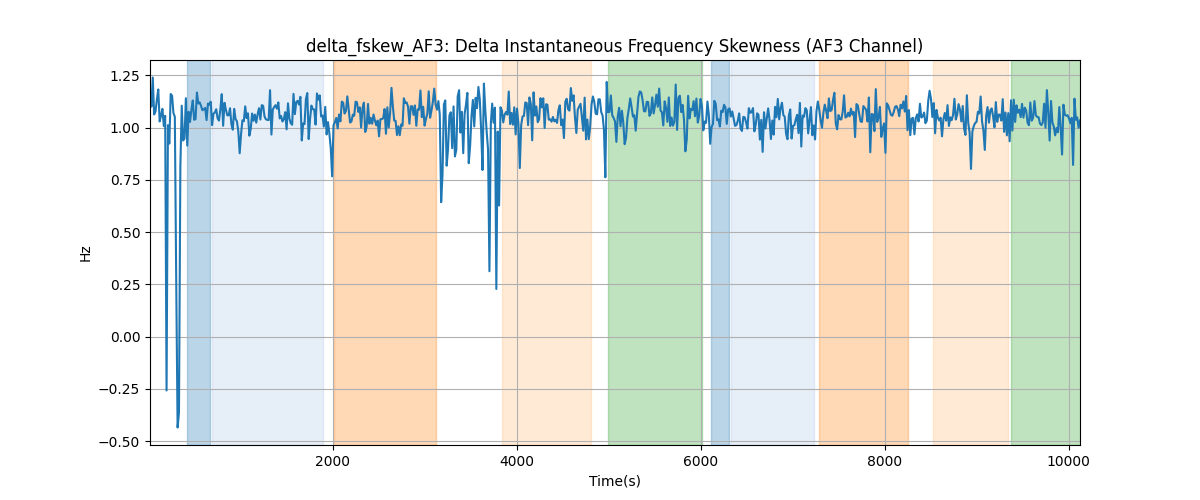 delta_fskew_AF3: Delta Instantaneous Frequency Skewness (AF3 Channel)
1.25
1.00
0.75
0.50
0.25
0.00
−0.25
−0.50
Hz
2000 4000 6000 8000 10000
Time(s)